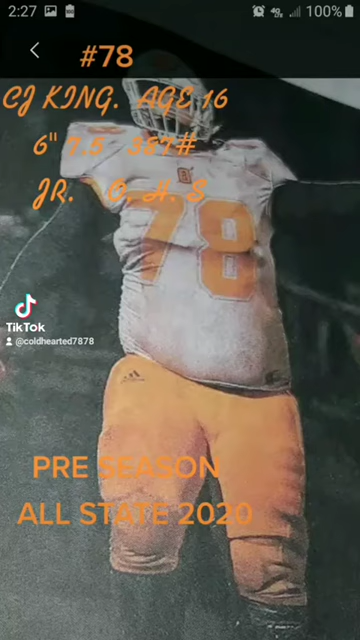 2:27 100%
#78
CJ KING. AGE 16
6" 7.5 387#
JR. O, H. S
78
TikTok
@coldhearted7878
PRE SEASON
ALL STATE 2020